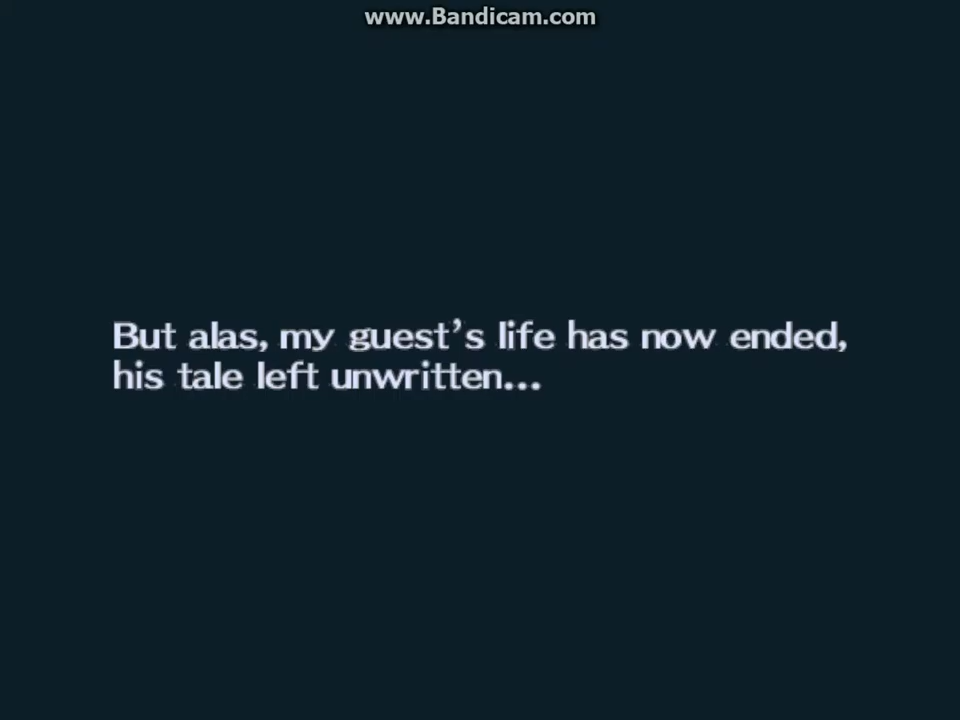 www.Bandicam.com
But alas, my guest's life has now ended,
his tale left unwritten...